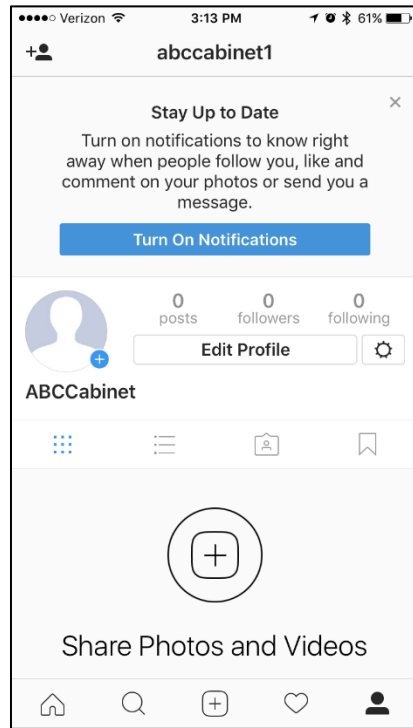 Verizon 3:13 PM 61%
abccabinet1
Stay Up to Date
Turn on notifications to know right
away when people follow you, like and
comment on your photos or send you a
message.
Turn On Notifications
0 0 0
posts followers following
Edit Profile
ABCCabinet
Share Photos and Videos